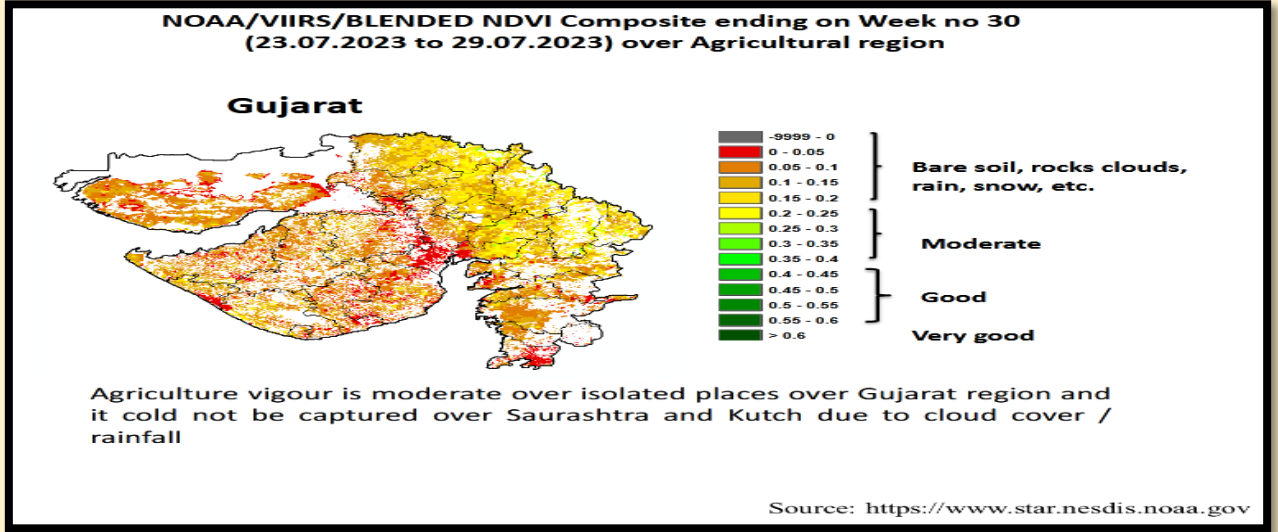 NOAA/VIIRS/BLENDED NDVI Composite ending on Week no 30
(23.07.2023 to 29.07.2023) over Agricultural region
Gujarat
-9999 - 0
0 - 0.05
0.05 - 0.1
0.1 - 0.15
0.15 - 0.2
0.2 - 0.25
0.25 - 0.3
0.3 - 0.35
0.35 - 0.4
0.4 - 0.45
0.45 - 0.5
0.5 - 0.55
0.55 - 0.6
> 0.6
Bare soil, rocks clouds,
rain, snow, etc.
Moderate
Good
Very good
Agriculture vigour is moderate over isolated places over Gujarat region and
it cold not be captured over Saurashtra and Kutch due to cloud cover /
rainfall
Source: https://www.star.nesdis.noaa.gov